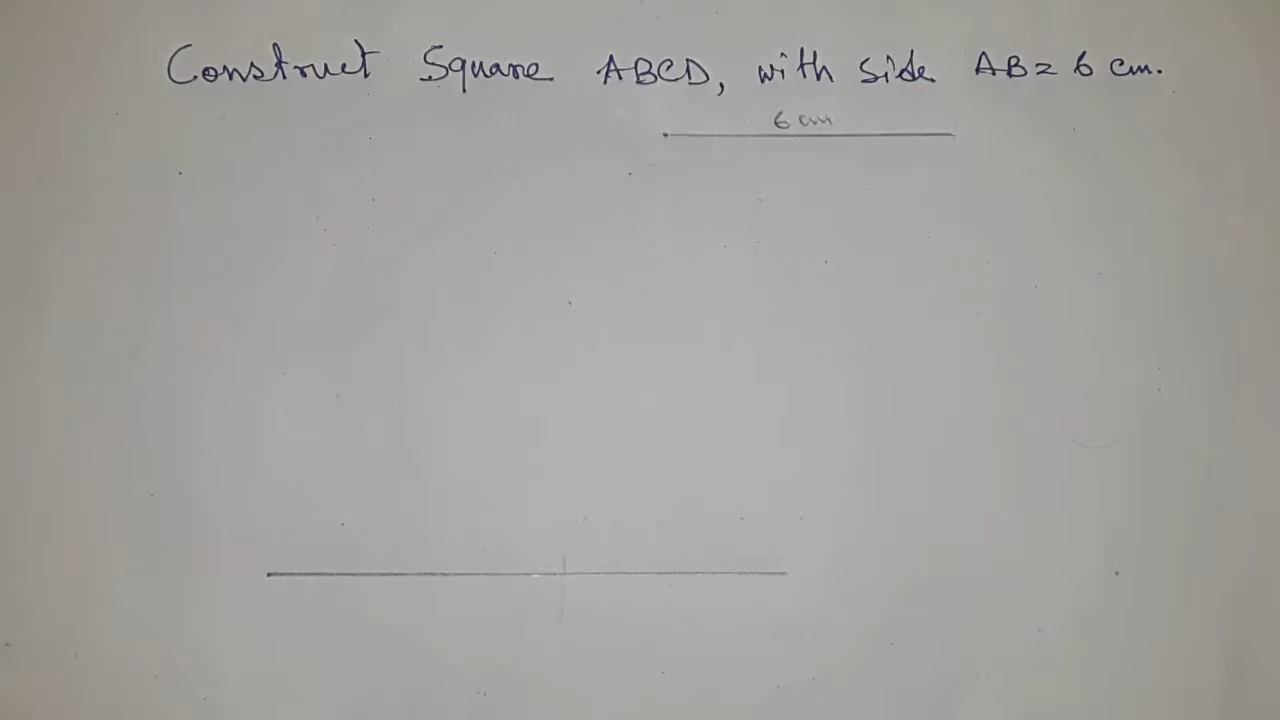 Construct Square ABCD, with side AB = 6 cm.
6 cm